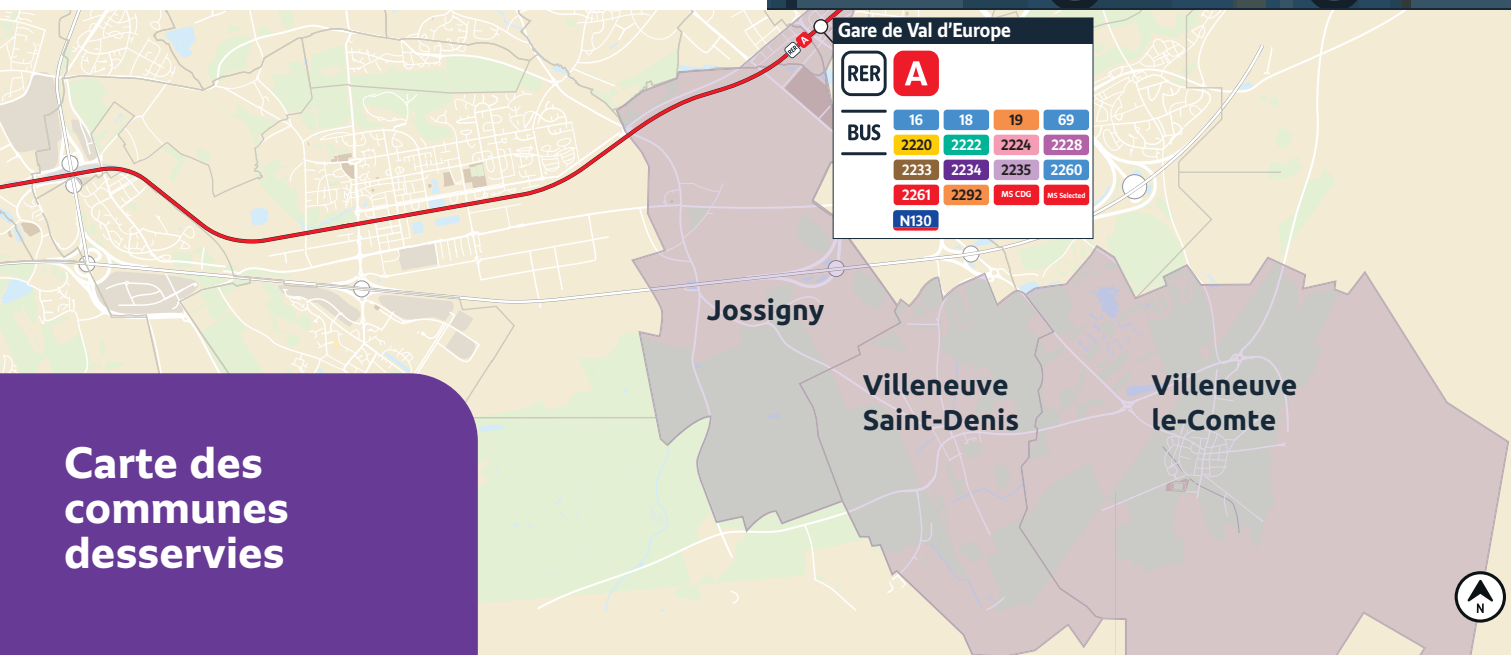 Gare de Val d’Europe
RER A
RER A
BUS
16 18 19 69
2220 2222 2224 2228
2233 2234 2235 2260
2261 2292 MS CDG MS Selected
N130
Jossigny
Villeneuve
Saint-Denis
Villeneuve
le-Comte
Carte des
communes
desservies
N